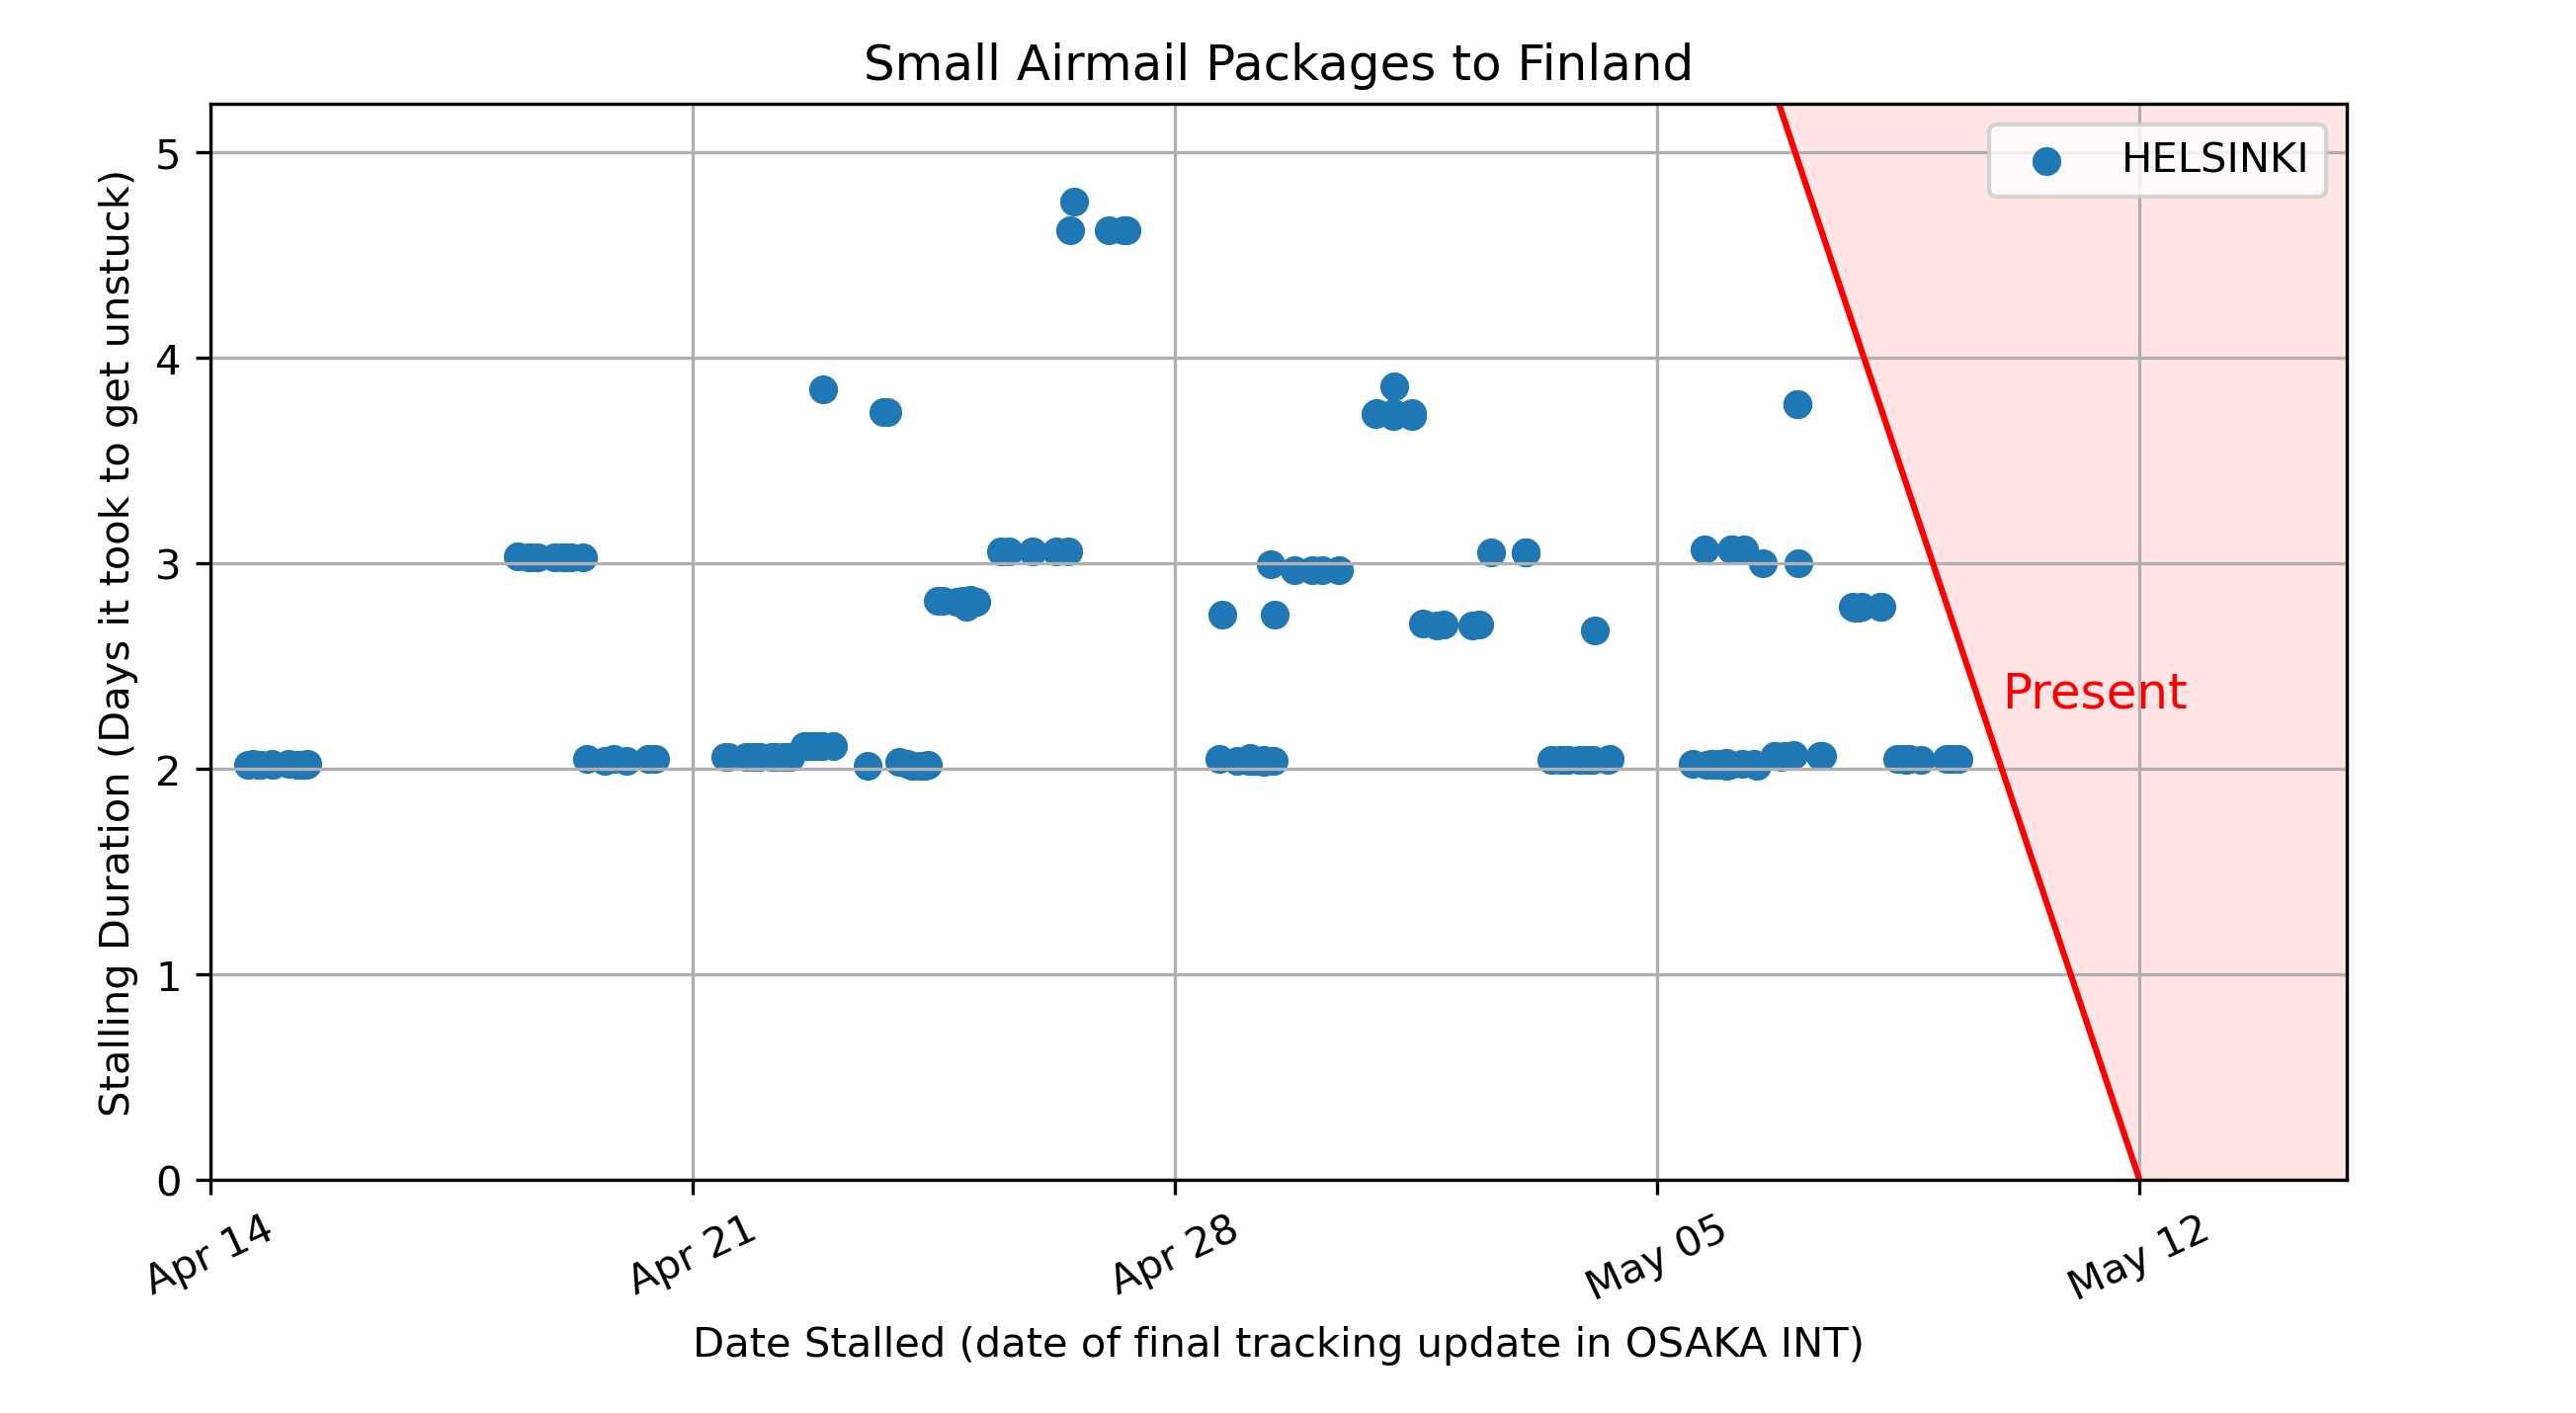 Small Airmail Packages to Finland
HELSINKI
Present
Stalling Duration (Days it took to get unstuck)
5
4
3
2
1
0
Apr 14
Apr 21
Apr 28
May 05
May 12
Date Stalled (date of final tracking update in OSAKA INT)